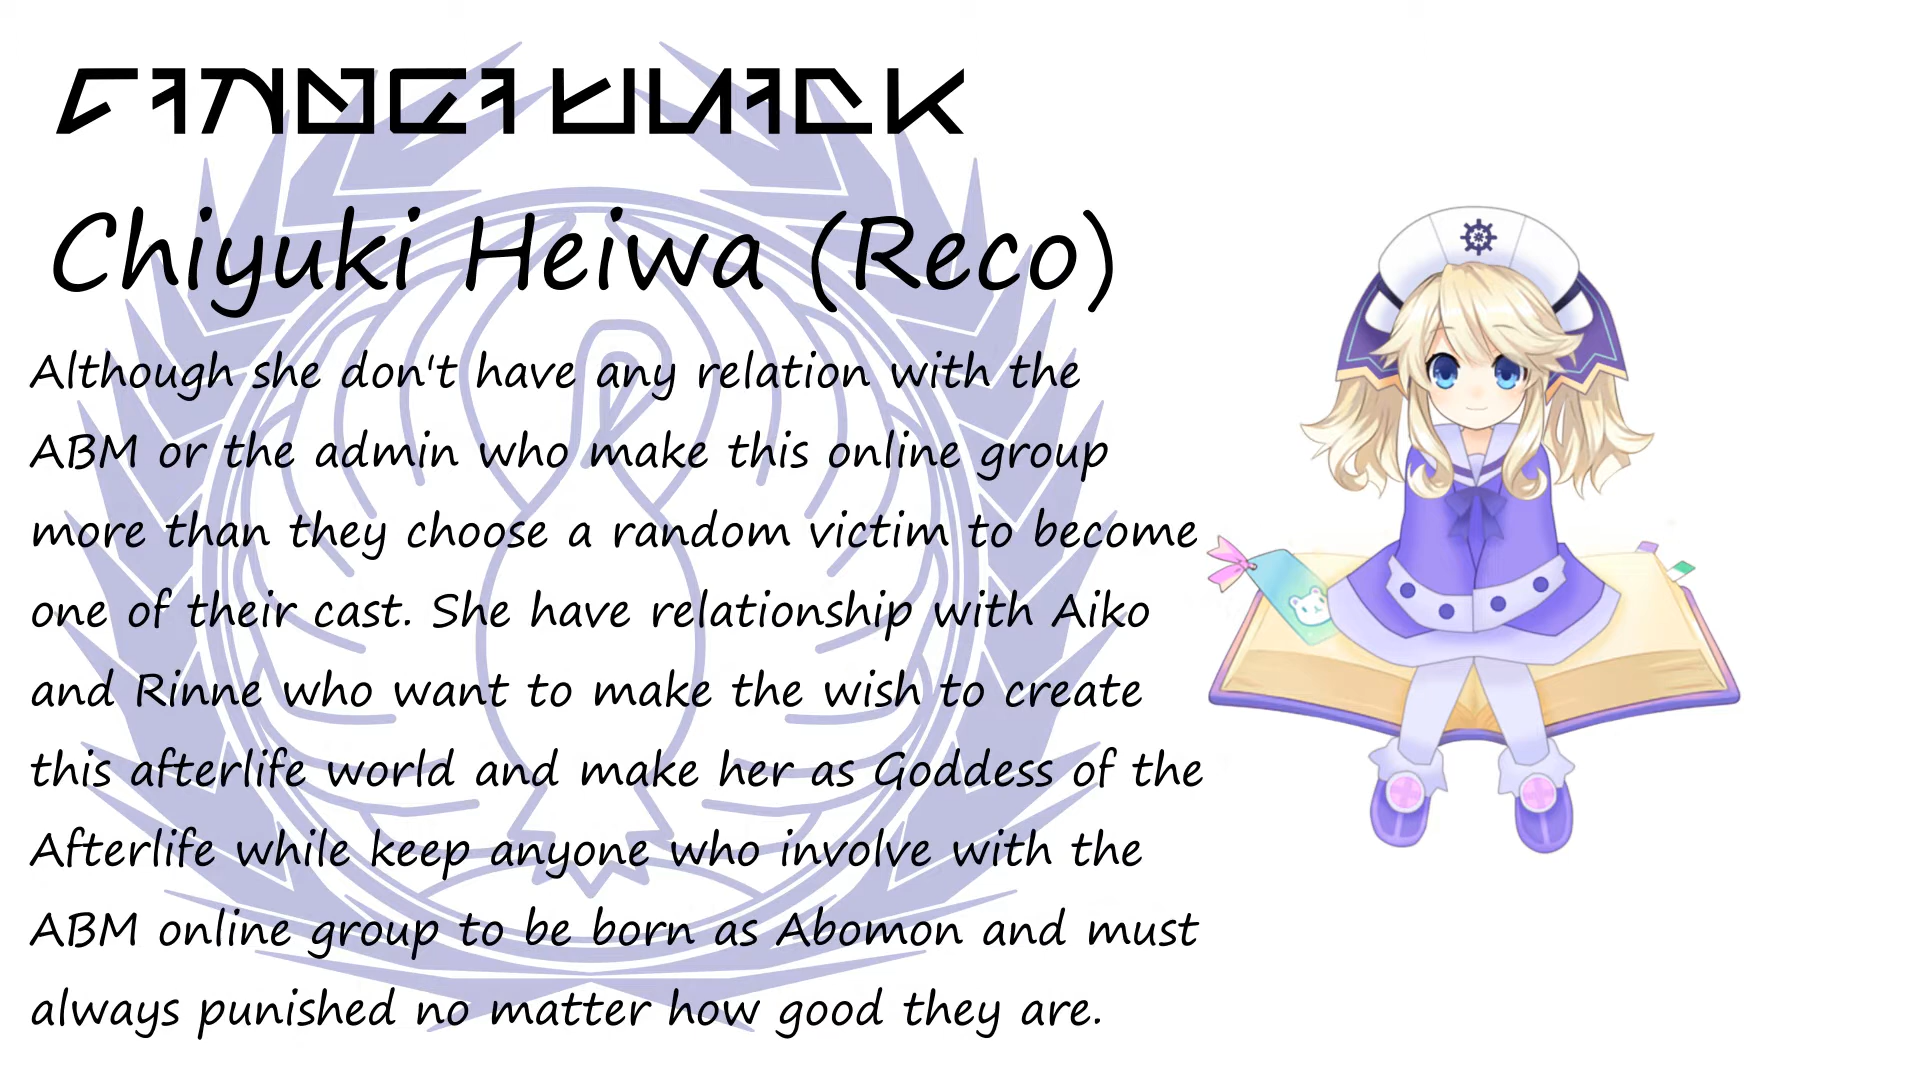 Chiyuki Heiwa (Reco)
Although she don't have any relation with the
ABM or the admin who make this online group
more than they choose a random victim to become
one of their cast. She have relationship with Aiko
and Rinne who want to make the wish to create
this afterlife world and make her as Goddess of the
Afterlife while keep anyone who involve with the
ABM online group to be born as Abomon and must
always punished no matter how good they are.